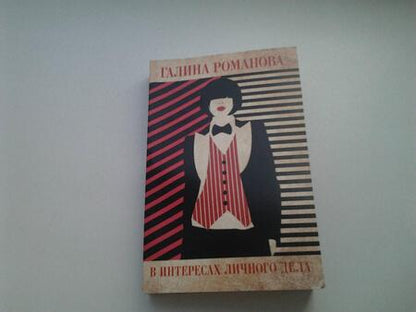 ГАЛИНА РОМАНОВА
В ИНТЕРЕСАХ ЛИЧНОГО ДЕЛА